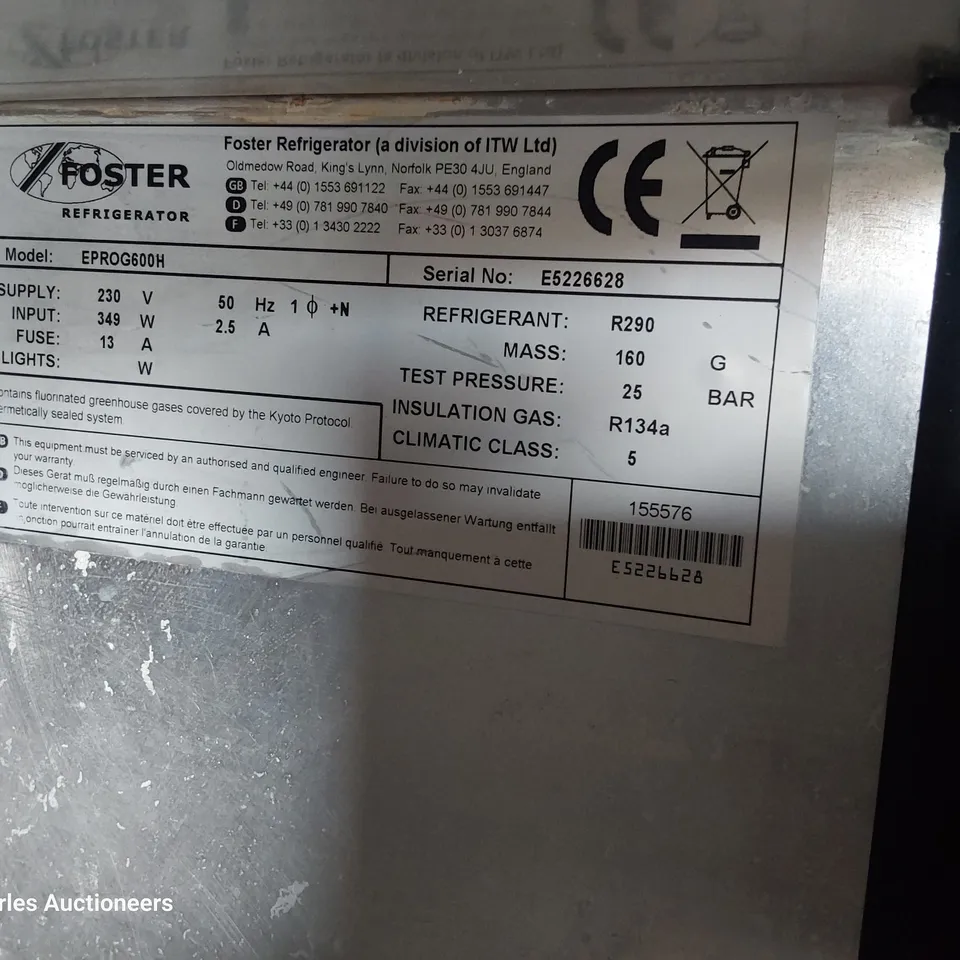 FOSTER
REFRIGERATOR
Foster Refrigerator (a division of ITW Ltd)
Oldmedow Road, King's Lynn, Norfolk PE30 4JU, England
GB Tel: +44 (0) 1553 691122 Fax: +44 (0) 1553 691447
D Tel: +49 (0) 781 990 7840 Fax: +49 (0) 781 990 7844
F Tel: +33 (0) 1 3430 2222 Fax: +33 (0) 1 3037 6874
CE
Model: EPROG600H
Serial No: E5226628
SUPPLY: 230 V 50 Hz 1 ϕ +N
INPUT: 349 W 2.5 A
FUSE: 13 A
LIGHTS: W
REFRIGERANT: R290
MASS: 160 G
TEST PRESSURE: 25 BAR
INSULATION GAS: R134a
CLIMATIC CLASS: 5
ontains fluorinated greenhouse gases covered by the Kyoto Protocol
ermetically sealed system
This equipment must be serviced by an authorised and qualified engineer. Failure to do so may invalidate
your warranty
Dieses Gerät muß regelmäßig durch einen Fachmann gewartet werden. Bei ausgelassener Wartung entfällt
möglicherweise die Gewährleistung.
Toute intervention sur ce matériel doit être effectuée par un personnel qualifié. Tout manquement à cette
onction pourrait entraîner l'annulation de la garantie.
155576
E5226628
rles Auctioneers